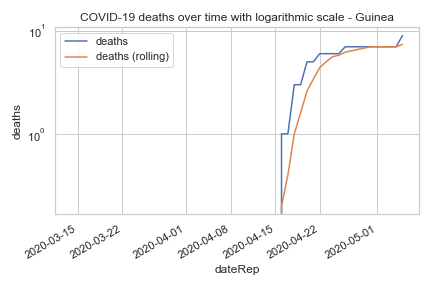 COVID-19 deaths over time with logarithmic scale - Guinea
10¹
deaths
deaths (rolling)
deaths
10⁰
2020-03-15
2020-03-22
2020-04-01
2020-04-08
2020-04-15
2020-04-22
2020-05-01
dateRep